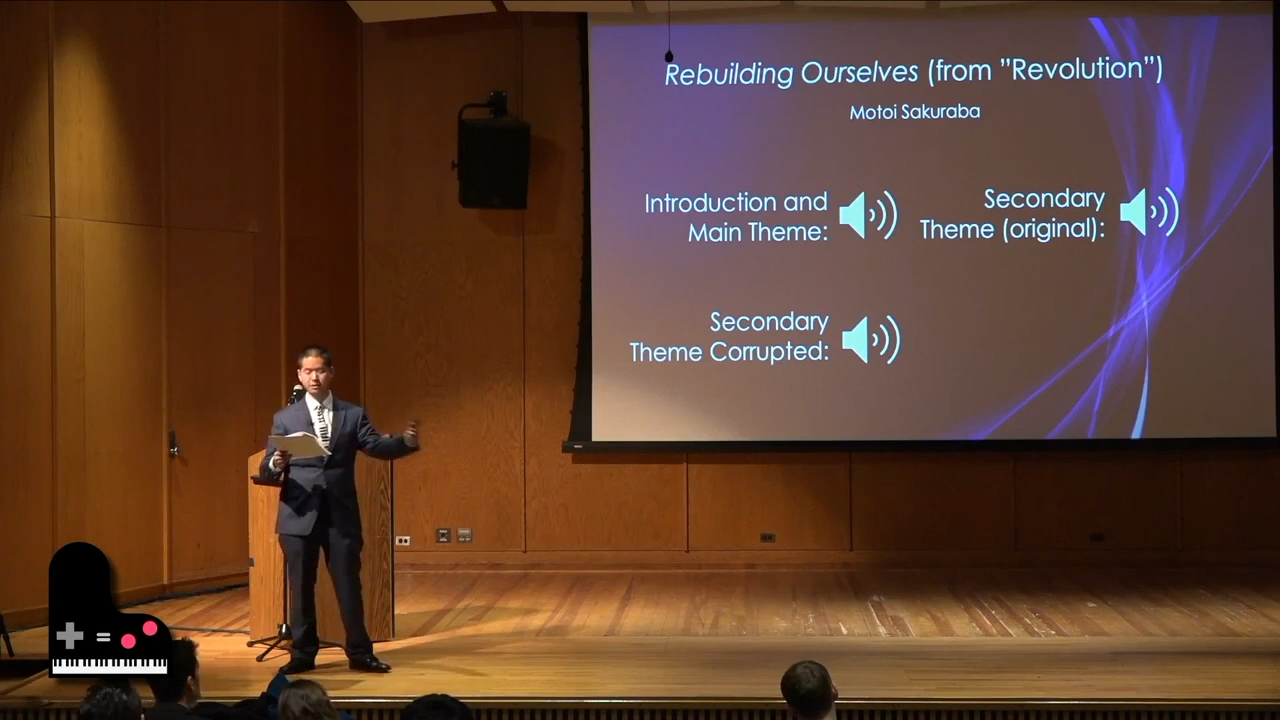 Rebuilding Ourselves (from ”Revolution”)
Motoi Sakuraba
Introduction and
Main Theme:
Secondary
Theme (original):
Secondary
Theme Corrupted: